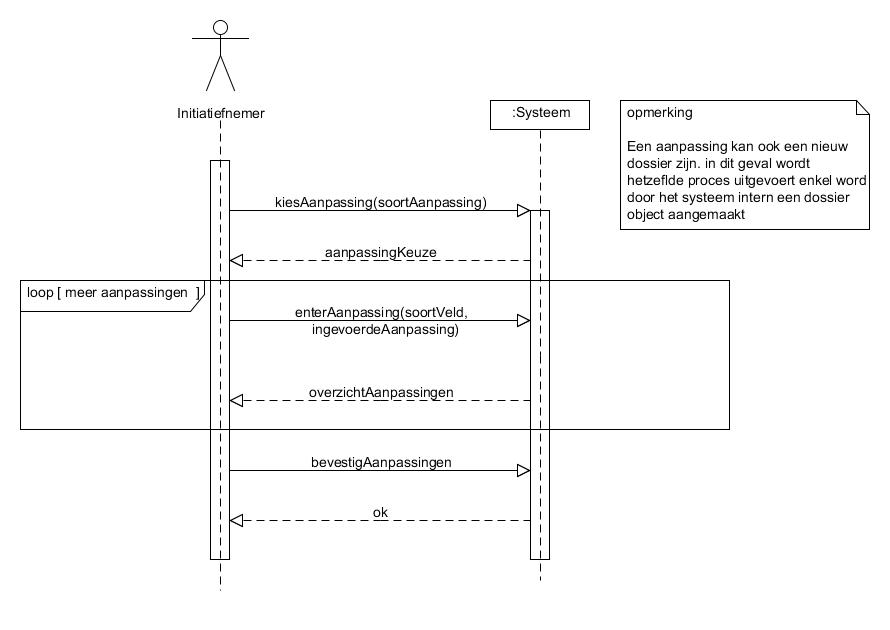 Initiatiefnemer
:Systeem
opmerking
Een aanpassing kan ook een nieuw
dossier zijn. in dit geval wordt
hetzeflde proces uitgevoert enkel word
door het systeem intern een dossier
object aangemaakt
kiesAanpassing(soortAanpassing)
aanpassingKeuze
loop [ meer aanpassingen ]
enterAanpassing(soortVeld,
ingevoerdeAanpassing)
overzichtAanpassingen
bevestigAanpassingen
ok